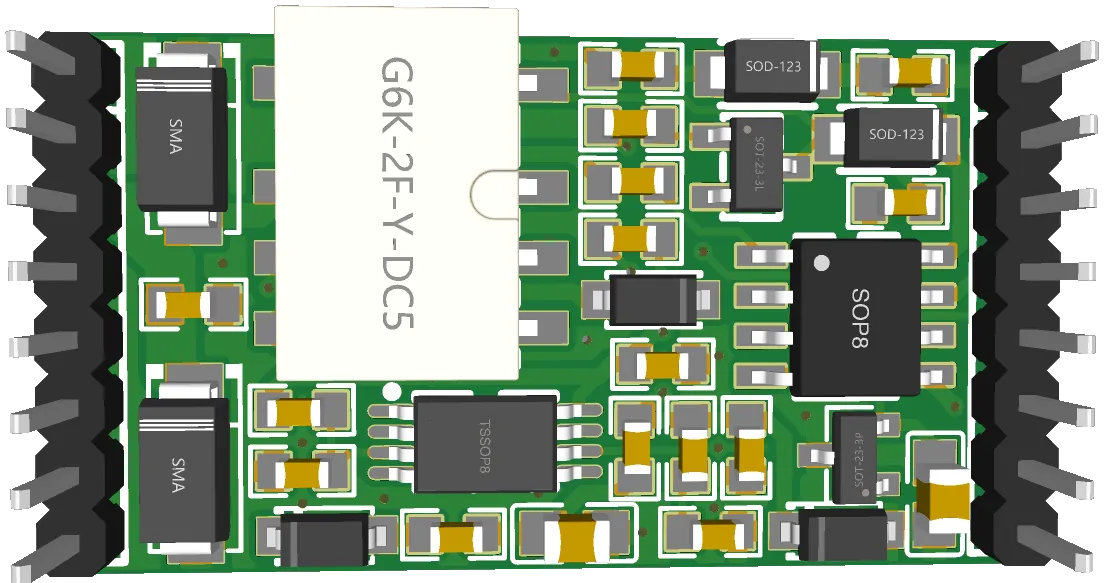 SMA
G6K-2F-Y-DC5
SOD-123
SOT-23-3L
SOD-123
SOP8
TSSOP8
SMA
SOT-23-3P